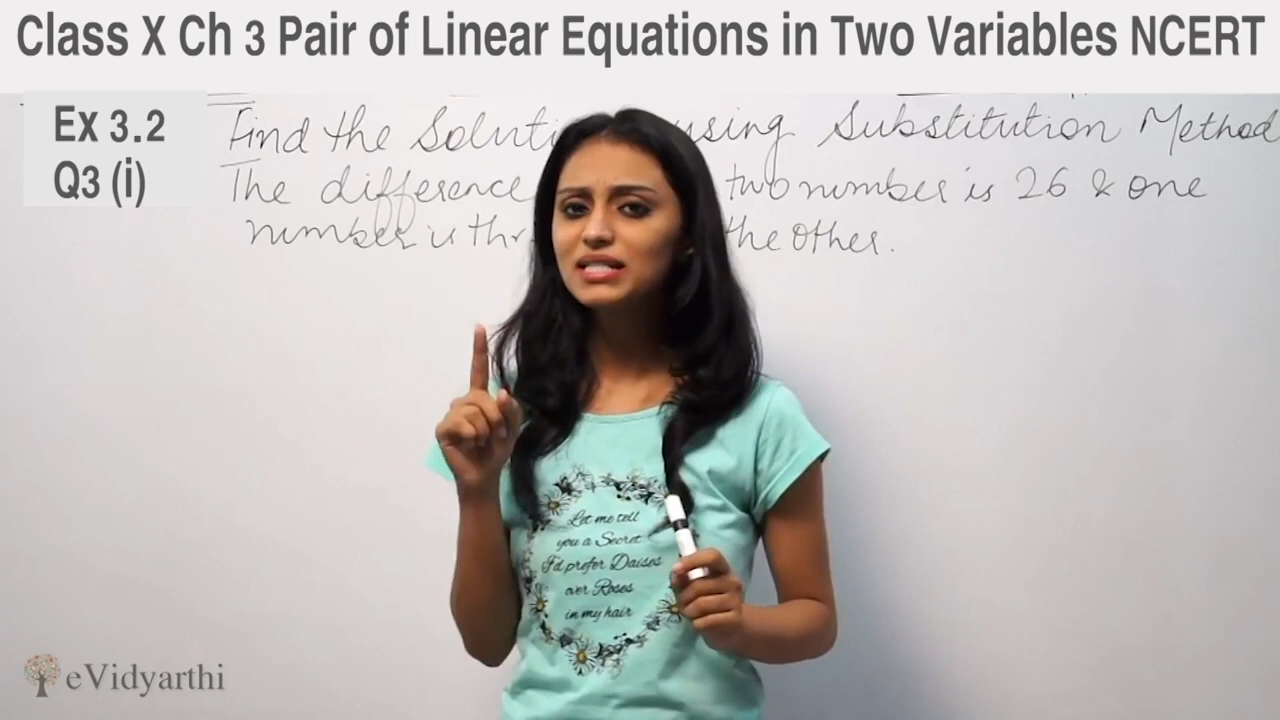 Class X Ch 3 Pair of Linear Equations in Two Variables NCERT
Ex 3.2
Q3 (i)
Find the Soluti using Substitution Method
The difference two number is 26 & one
number is thr the other.
Let me tell
you a Secret
I'd prefer Daises
over Roses
in my hair
eVidyarthi